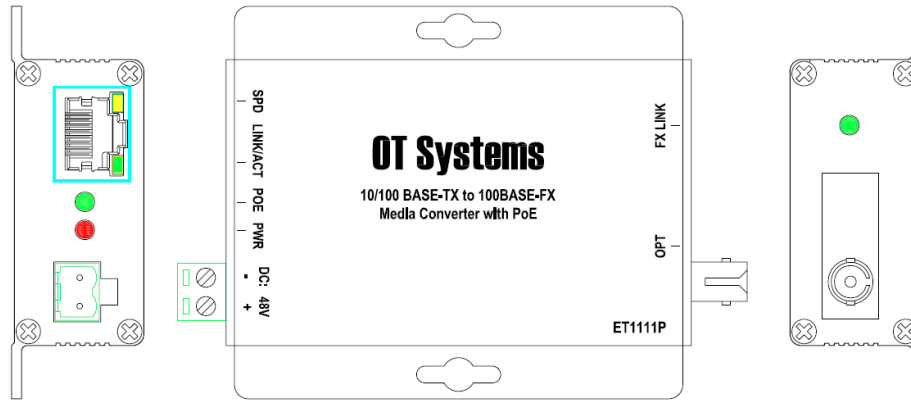 SPD
LINK/ACT
POE
PWR
DC: 48V
- +
OT Systems
10/100 BASE-TX to 100BASE-FX
Media Converter with PoE
FX LINK
OPT
ET1111P